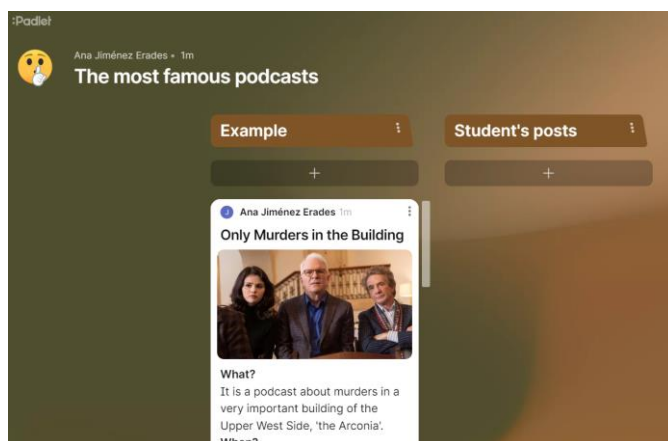 :Padlet
Ana Jiménez Erades • 1m
The most famous podcasts
Example
Student's posts
Ana Jiménez Erades 1m
Only Murders in the Building
What?
It is a podcast about murders in a
very important building of the
Upper West Side, 'the Arconia'.